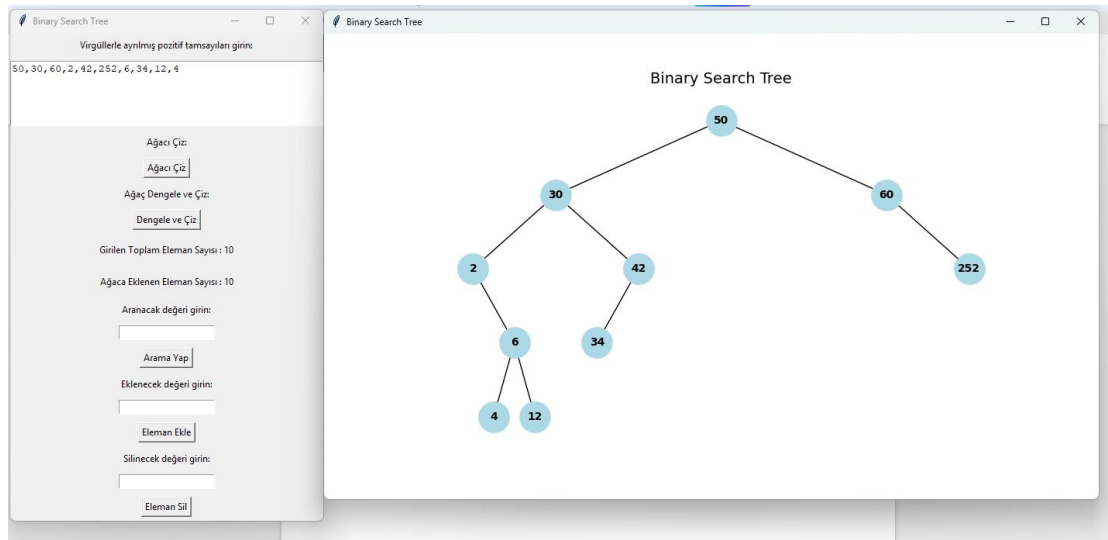 Binary Search Tree
Virgüllerle ayrılmış pozitif tamsayıları girin:
50,30,60,2,42,252,6,34,12,4
Ağacı Çiz:
Ağacı Çiz
Ağaç Dengele ve Çiz:
Dengele ve Çiz
Girilen Toplam Eleman Sayısı : 10
Ağaca Eklenen Eleman Sayısı : 10
Aranacak değeri girin:
Arama Yap
Eklenecek değeri girin:
Eleman Ekle
Silinecek değeri girin:
Eleman Sil
Binary Search Tree
Binary Search Tree
50
30 60
2 42 252
6 34
4 12